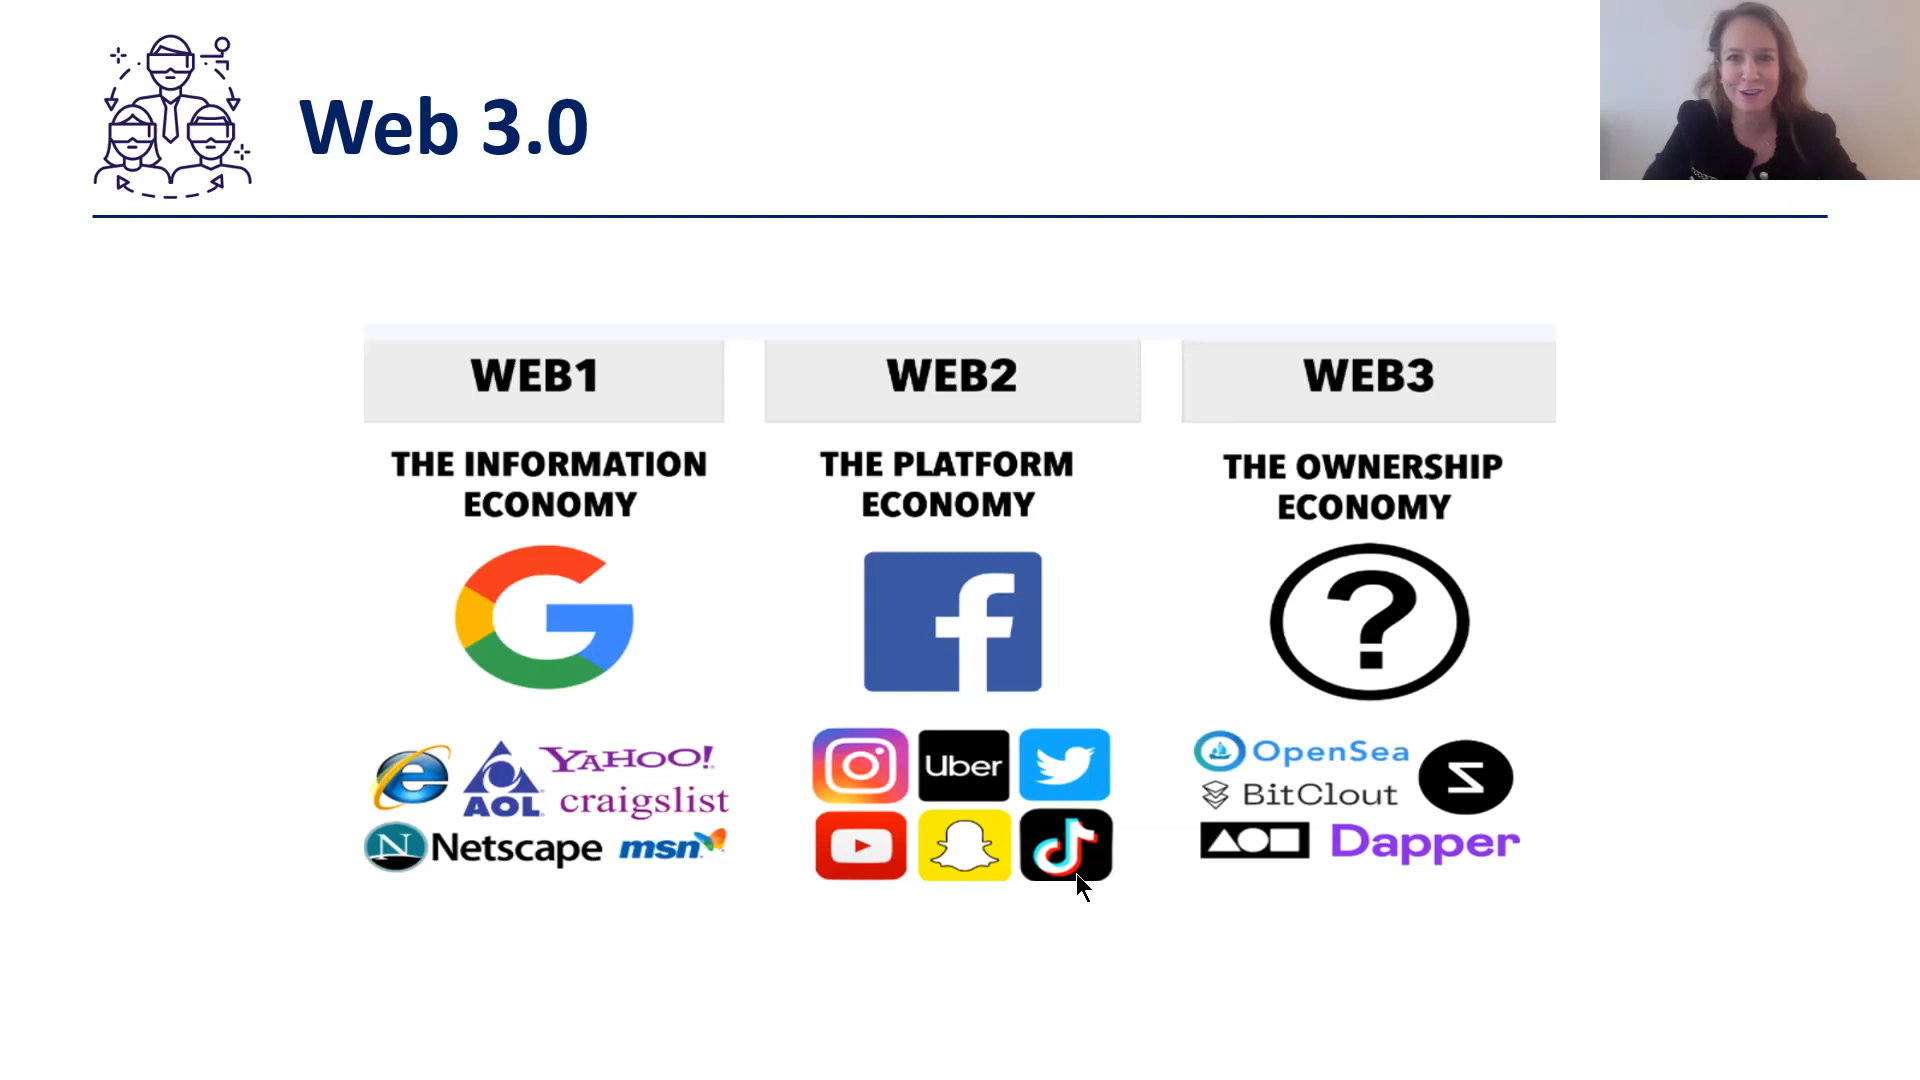 Web 3.0
WEB1
WEB2
WEB3
THE INFORMATION
ECONOMY
THE PLATFORM
ECONOMY
THE OWNERSHIP
ECONOMY
?
YAHOO!
AOL
craigslist
N Netscape
msn
Uber
OpenSea
BitClout
Dapper